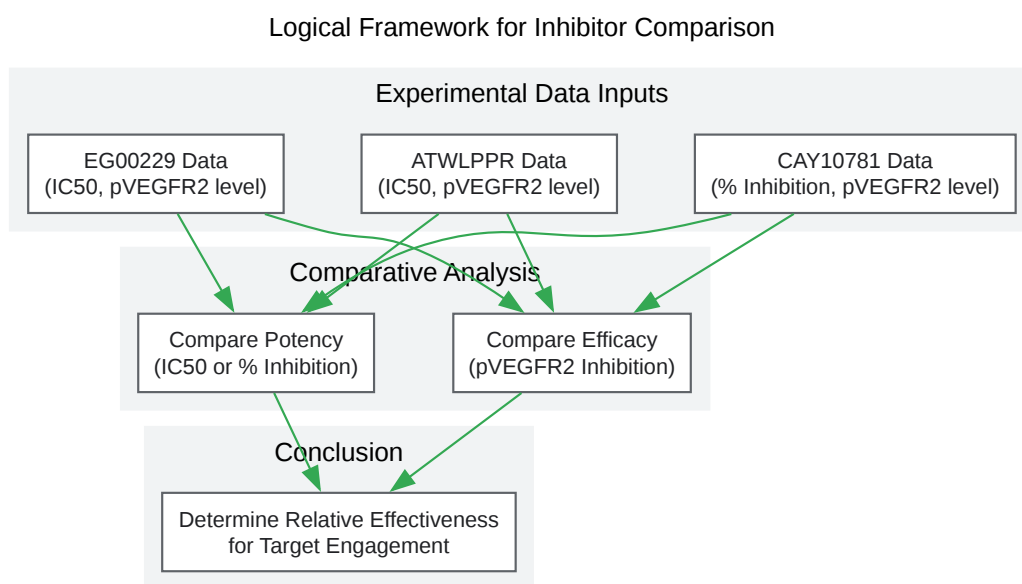 Logical Framework for Inhibitor Comparison
Experimental Data Inputs
EG00229 Data
(IC50, pVEGFR2 level)
ATWLPPR Data
(IC50, pVEGFR2 level)
CAY10781 Data
(% Inhibition, pVEGFR2 level)
Comparative Analysis
Compare Potency
(IC50 or % Inhibition)
Compare Efficacy
(pVEGFR2 Inhibition)
Conclusion
Determine Relative Effectiveness
for Target Engagement